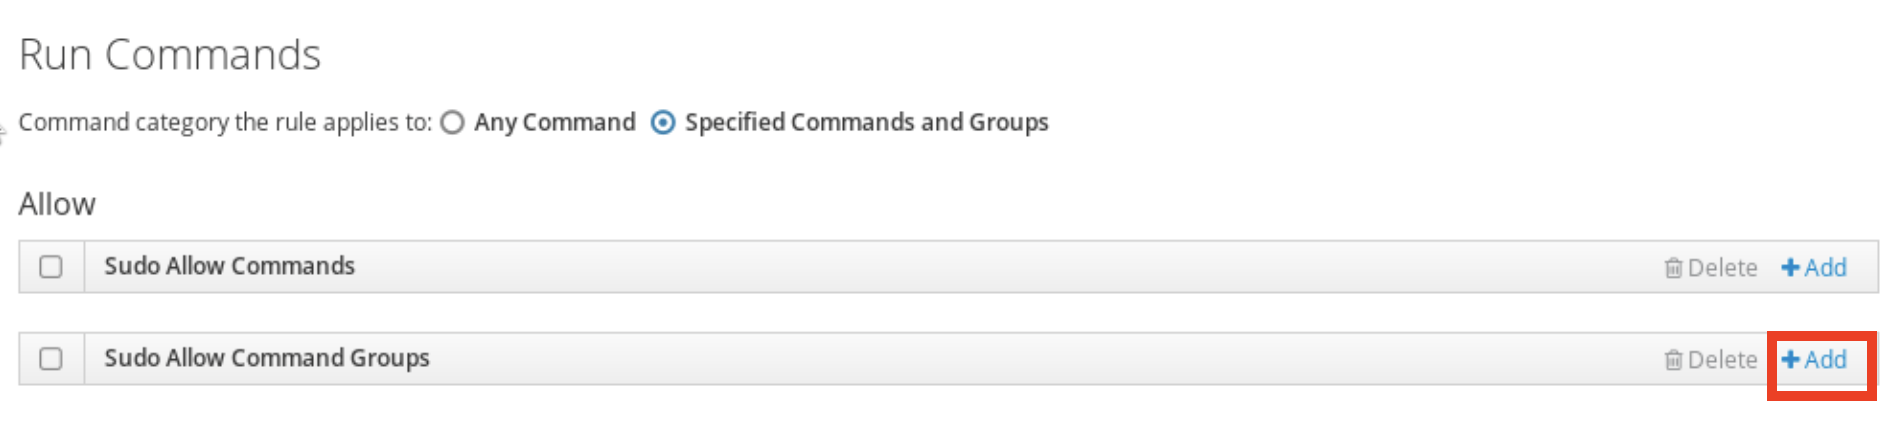 Run Commands
Command category the rule applies to: Any Command Specified Commands and Groups
Allow
Sudo Allow Commands Delete Add
Sudo Allow Command Groups Delete Add